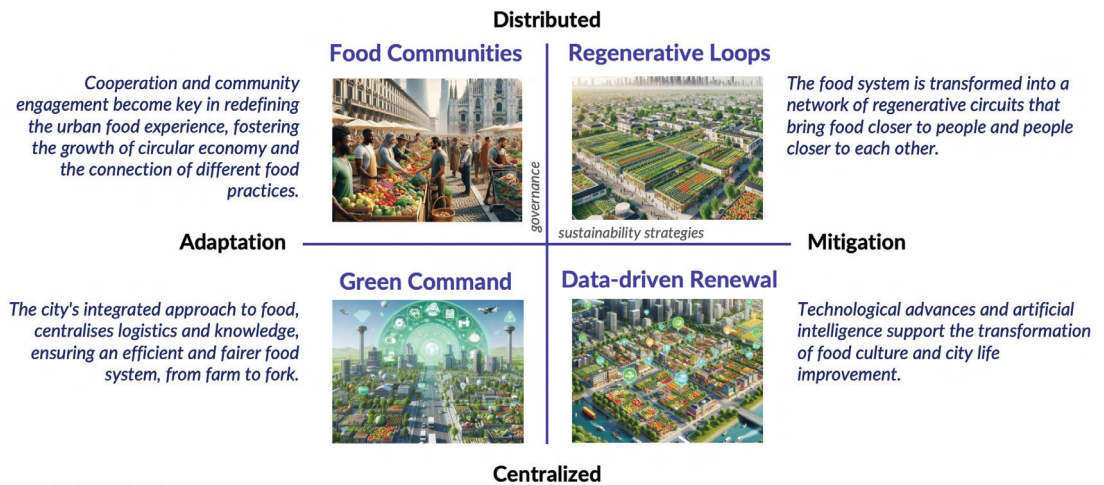 Distributed
Food Communities
Regenerative Loops
Cooperation and community
engagement become key in redefining
the urban food experience, fostering
the growth of circular economy and
the connection of different food
practices.
The food system is transformed into a
network of regenerative circuits that
bring food closer to people and people
closer to each other.
governance
sustainability strategies
Adaptation
Mitigation
Green Command
Data-driven Renewal
The city's integrated approach to food,
centralises logistics and knowledge,
ensuring an efficient and fairer food
system, from farm to fork.
Technological advances and artificial
intelligence support the transformation
of food culture and city life
improvement.
Centralized